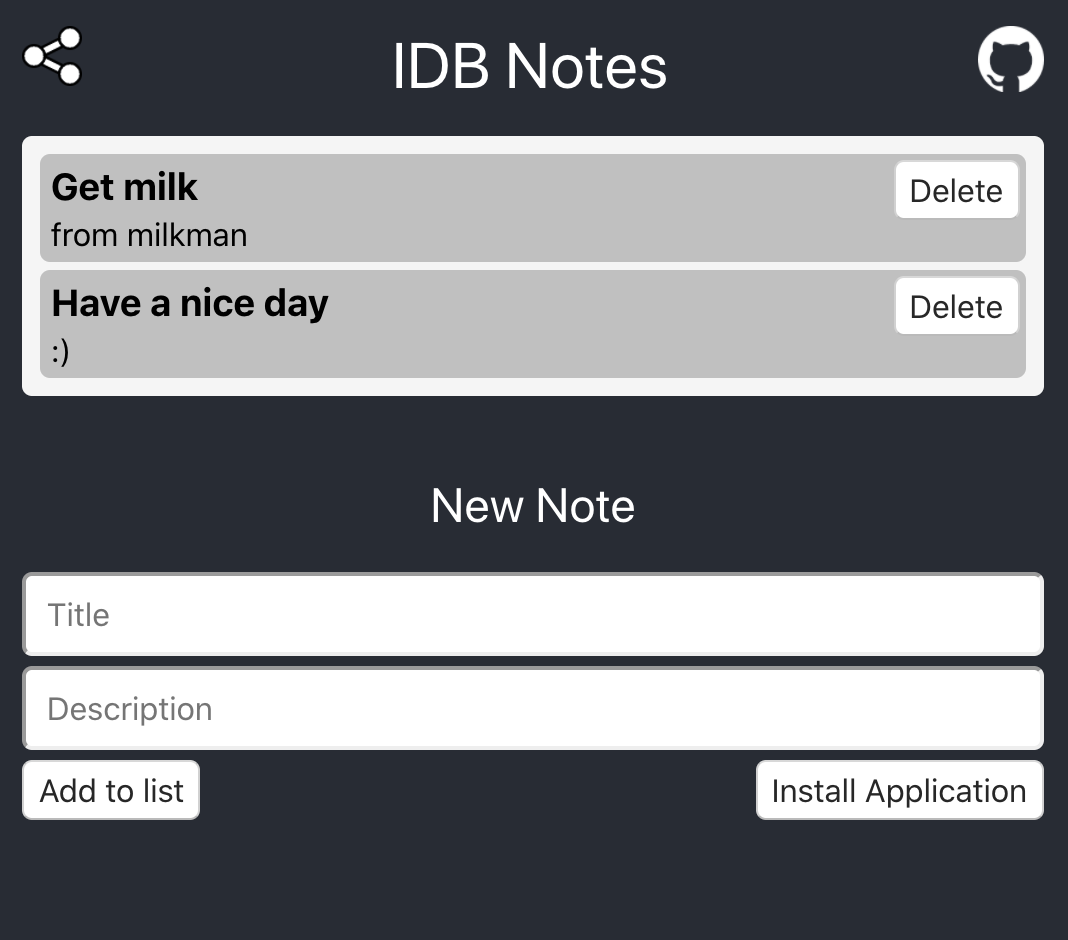 IDB Notes
Get milk
Delete
from milkman
Have a nice day
Delete
:)
New Note
Title
Description
Add to list
Install Application